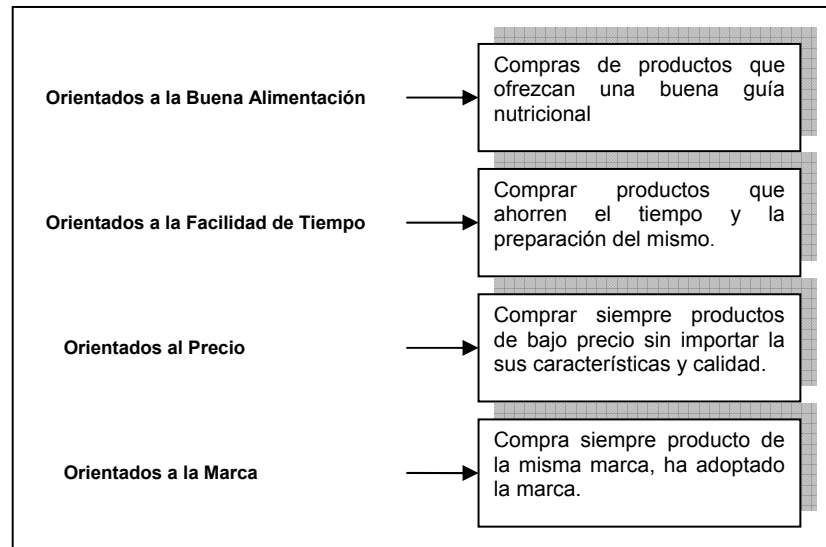 Compras de productos que
ofrezcan una buena guía
nutricional
Orientados a la Buena Alimentación
Comprar productos que
ahorren el tiempo y la
preparación del mismo.
Orientados a la Facilidad de Tiempo
Comprar siempre productos
de bajo precio sin importar la
sus características y calidad.
Orientados al Precio
Compra siempre producto de
la misma marca, ha adoptado
la marca.
Orientados a la Marca